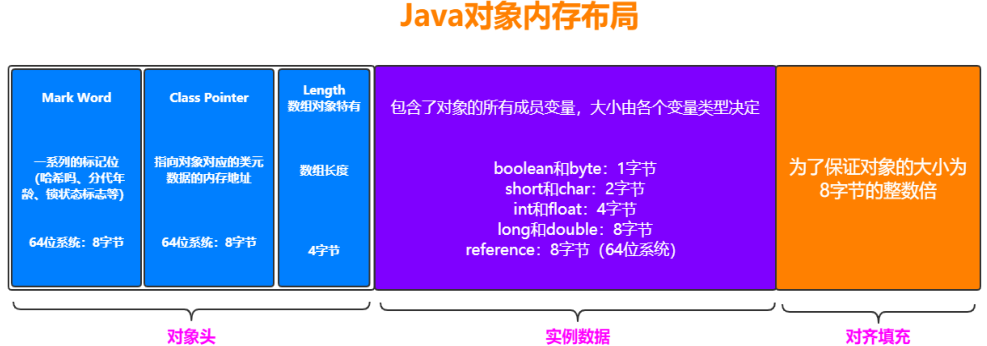 Java对象内存布局
Mark Word
一系列的标记位
(哈希吗、分代年
龄、锁状态标志等)
64位系统：8字节
Class Pointer
指向对象对应的类元
数据的内存地址
64位系统：8字节
Length
数组对象特有
数组长度
4字节
包含了对象的所有成员变量，大小由各个变量类型决定
boolean和byte：1字节
short和char：2字节
int和float：4字节
long和double：8字节
reference：8字节（64位系统）
为了保证对象的大小为
8字节的整数倍
对象头
实例数据
对齐填充